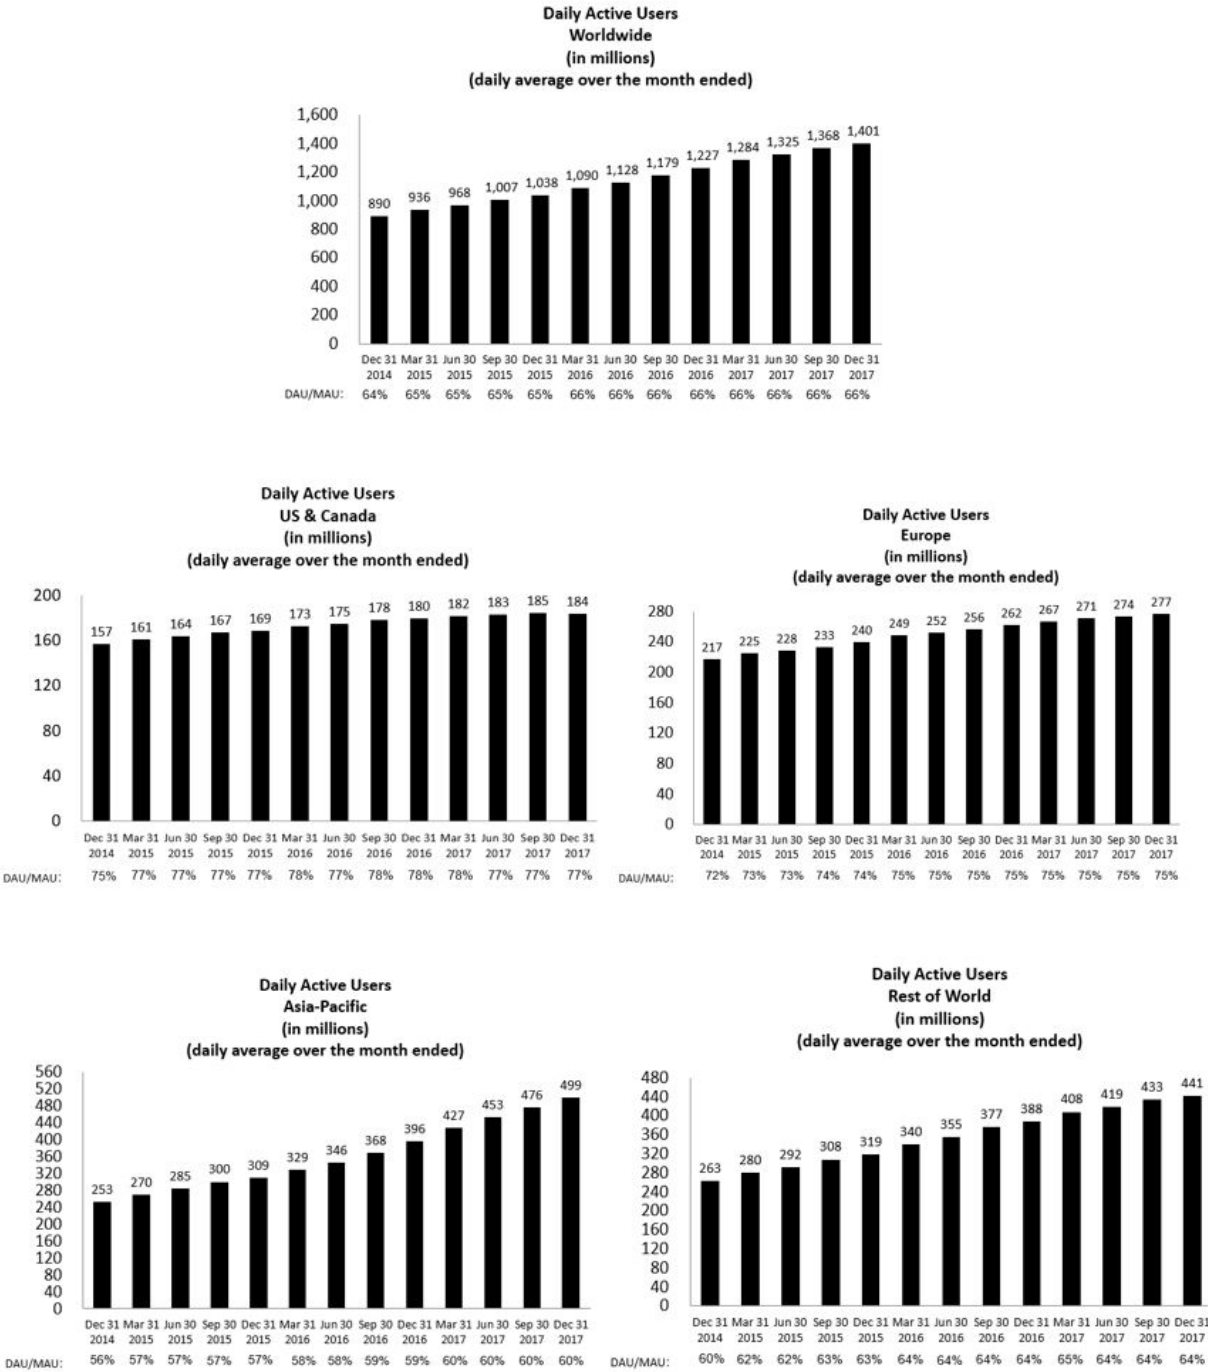 Daily Active Users
Worldwide
(in millions)
(daily average over the month ended)
1,600
1,400
1,200
1,000
800
600
400
200
0
890 936 968 1,007 1,038 1,090 1,128 1,179 1,227 1,284 1,325 1,368 1,401
Dec 31 Mar 31 Jun 30 Sep 30 Dec 31 Mar 31 Jun 30 Sep 30 Dec 31 Mar 31 Jun 30 Sep 30 Dec 31
2014 2015 2015 2015 2015 2016 2016 2016 2016 2017 2017 2017 2017
DAU/MAU: 64% 65% 65% 65% 65% 66% 66% 66% 66% 66% 66% 66% 66%
Daily Active Users
US & Canada
(in millions)
(daily average over the month ended)
200
160
120
80
40
0
157 161 164 167 169 173 175 178 180 182 183 185 184
Dec 31 Mar 31 Jun 30 Sep 30 Dec 31 Mar 31 Jun 30 Sep 30 Dec 31 Mar 31 Jun 30 Sep 30 Dec 31
2014 2015 2015 2015 2015 2016 2016 2016 2016 2017 2017 2017 2017
DAU/MAU: 75% 77% 77% 77% 77% 78% 77% 78% 78% 78% 77% 77% 77%
Daily Active Users
Europe
(in millions)
(daily average over the month ended)
280
240
200
160
120
80
40
0
217 225 228 233 240 249 252 256 262 267 271 274 277
Dec 31 Mar 31 Jun 30 Sep 30 Dec 31 Mar 31 Jun 30 Sep 30 Dec 31 Mar 31 Jun 30 Sep 30 Dec 31
2014 2015 2015 2015 2015 2016 2016 2016 2016 2017 2017 2017 2017
DAU/MAU: 72% 73% 73% 74% 74% 75% 75% 75% 75% 75% 75% 75% 75%
Daily Active Users
Asia-Pacific
(in millions)
(daily average over the month ended)
560
520
480
440
400
360
320
280
240
200
160
120
80
40
0
253 270 285 300 309 329 346 368 396 427 453 476 499
Dec 31 Mar 31 Jun 30 Sep 30 Dec 31 Mar 31 Jun 30 Sep 30 Dec 31 Mar 31 Jun 30 Sep 30 Dec 31
2014 2015 2015 2015 2015 2016 2016 2016 2016 2017 2017 2017 2017
DAU/MAU: 56% 57% 57% 57% 57% 58% 58% 59% 59% 60% 60% 60% 60%
Daily Active Users
Rest of World
(in millions)
(daily average over the month ended)
480
440
400
360
320
280
240
200
160
120
80
40
0
263 280 292 308 319 340 355 377 388 408 419 433 441
Dec 31 Mar 31 Jun 30 Sep 30 Dec 31 Mar 31 Jun 30 Sep 30 Dec 31 Mar 31 Jun 30 Sep 30 Dec 31
2014 2015 2015 2015 2015 2016 2016 2016 2016 2017 2017 2017 2017
DAU/MAU: 60% 62% 62% 63% 63% 64% 64% 64% 64% 65% 64% 64% 64%